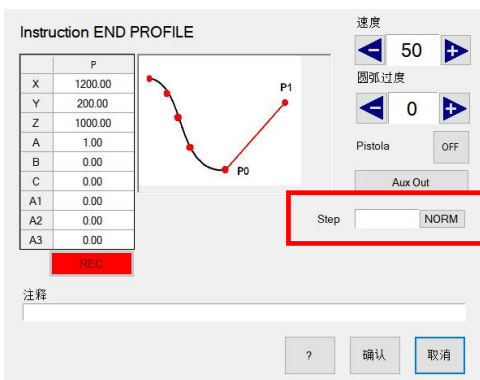 Instruction END PROFILE
速度
50
圆弧过度
0
Pistola OFF
Aux Out
Step NORM
P
X 1200.00
Y 200.00
Z 1000.00
A 1.00
B 0.00
C 0.00
A1 0.00
A2 0.00
A3 0.00
REC
P1
P0
注释
? 确认 取消